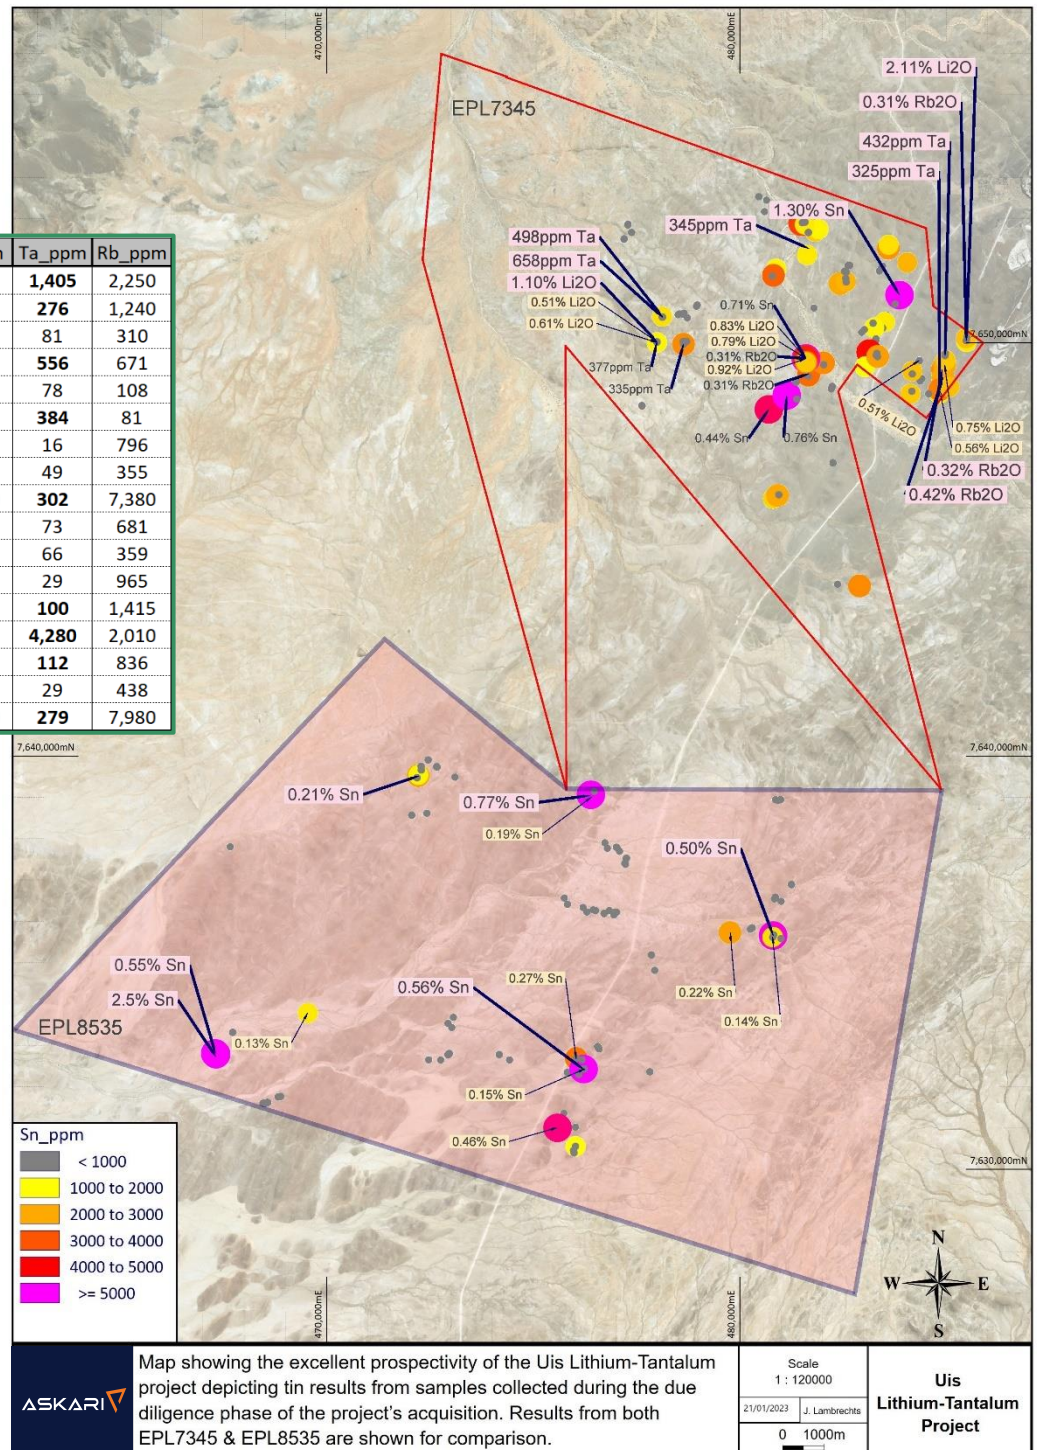 470,000mE
480,000mE
EPL7345
2.11% Li2O
0.31% Rb2O
432ppm Ta
325ppm Ta
1.30% Sn
345ppm Ta
498ppm Ta
658ppm Ta
1.10% Li2O
0.51% Li2O
0.61% Li2O
377ppm Ta
335ppm Ta
0.71% Sn
0.83% Li2O
0.79% Li2O
0.31% Rb2O
0.92% Li2O
0.31% Rb2O
7,650,000mN
0.51% Li2O
0.75% Li2O
0.56% Li2O
0.44% Sn
0.76% Sn
0.32% Rb2O
0.42% Rb2O
Ta_ppm Rb_ppm
1,405 2,250
276 1,240
81 310
556 671
78 108
384 81
16 796
49 355
302 7,380
73 681
66 359
29 965
100 1,415
4,280 2,010
112 836
29 438
279 7,980
7,640,000mN
0.21% Sn
0.77% Sn
0.19% Sn
0.50% Sn
0.55% Sn
2.5% Sn
0.56% Sn
0.27% Sn
0.22% Sn
0.14% Sn
EPL8535
0.13% Sn
0.15% Sn
0.46% Sn
7,630,000mN
Sn_ppm
< 1000
1000 to 2000
2000 to 3000
3000 to 4000
4000 to 5000
>= 5000
470,000mE
480,000mE
N
W E
S
ASKARI
Map showing the excellent prospectivity of the Uis Lithium-Tantalum
project depicting tin results from samples collected during the due
diligence phase of the project's acquisition. Results from both
EPL7345 & EPL8535 are shown for comparison.
Scale
1 : 120000
21/01/2023 J. Lambrechts
0 1000m
Uis
Lithium-Tantalum
Project